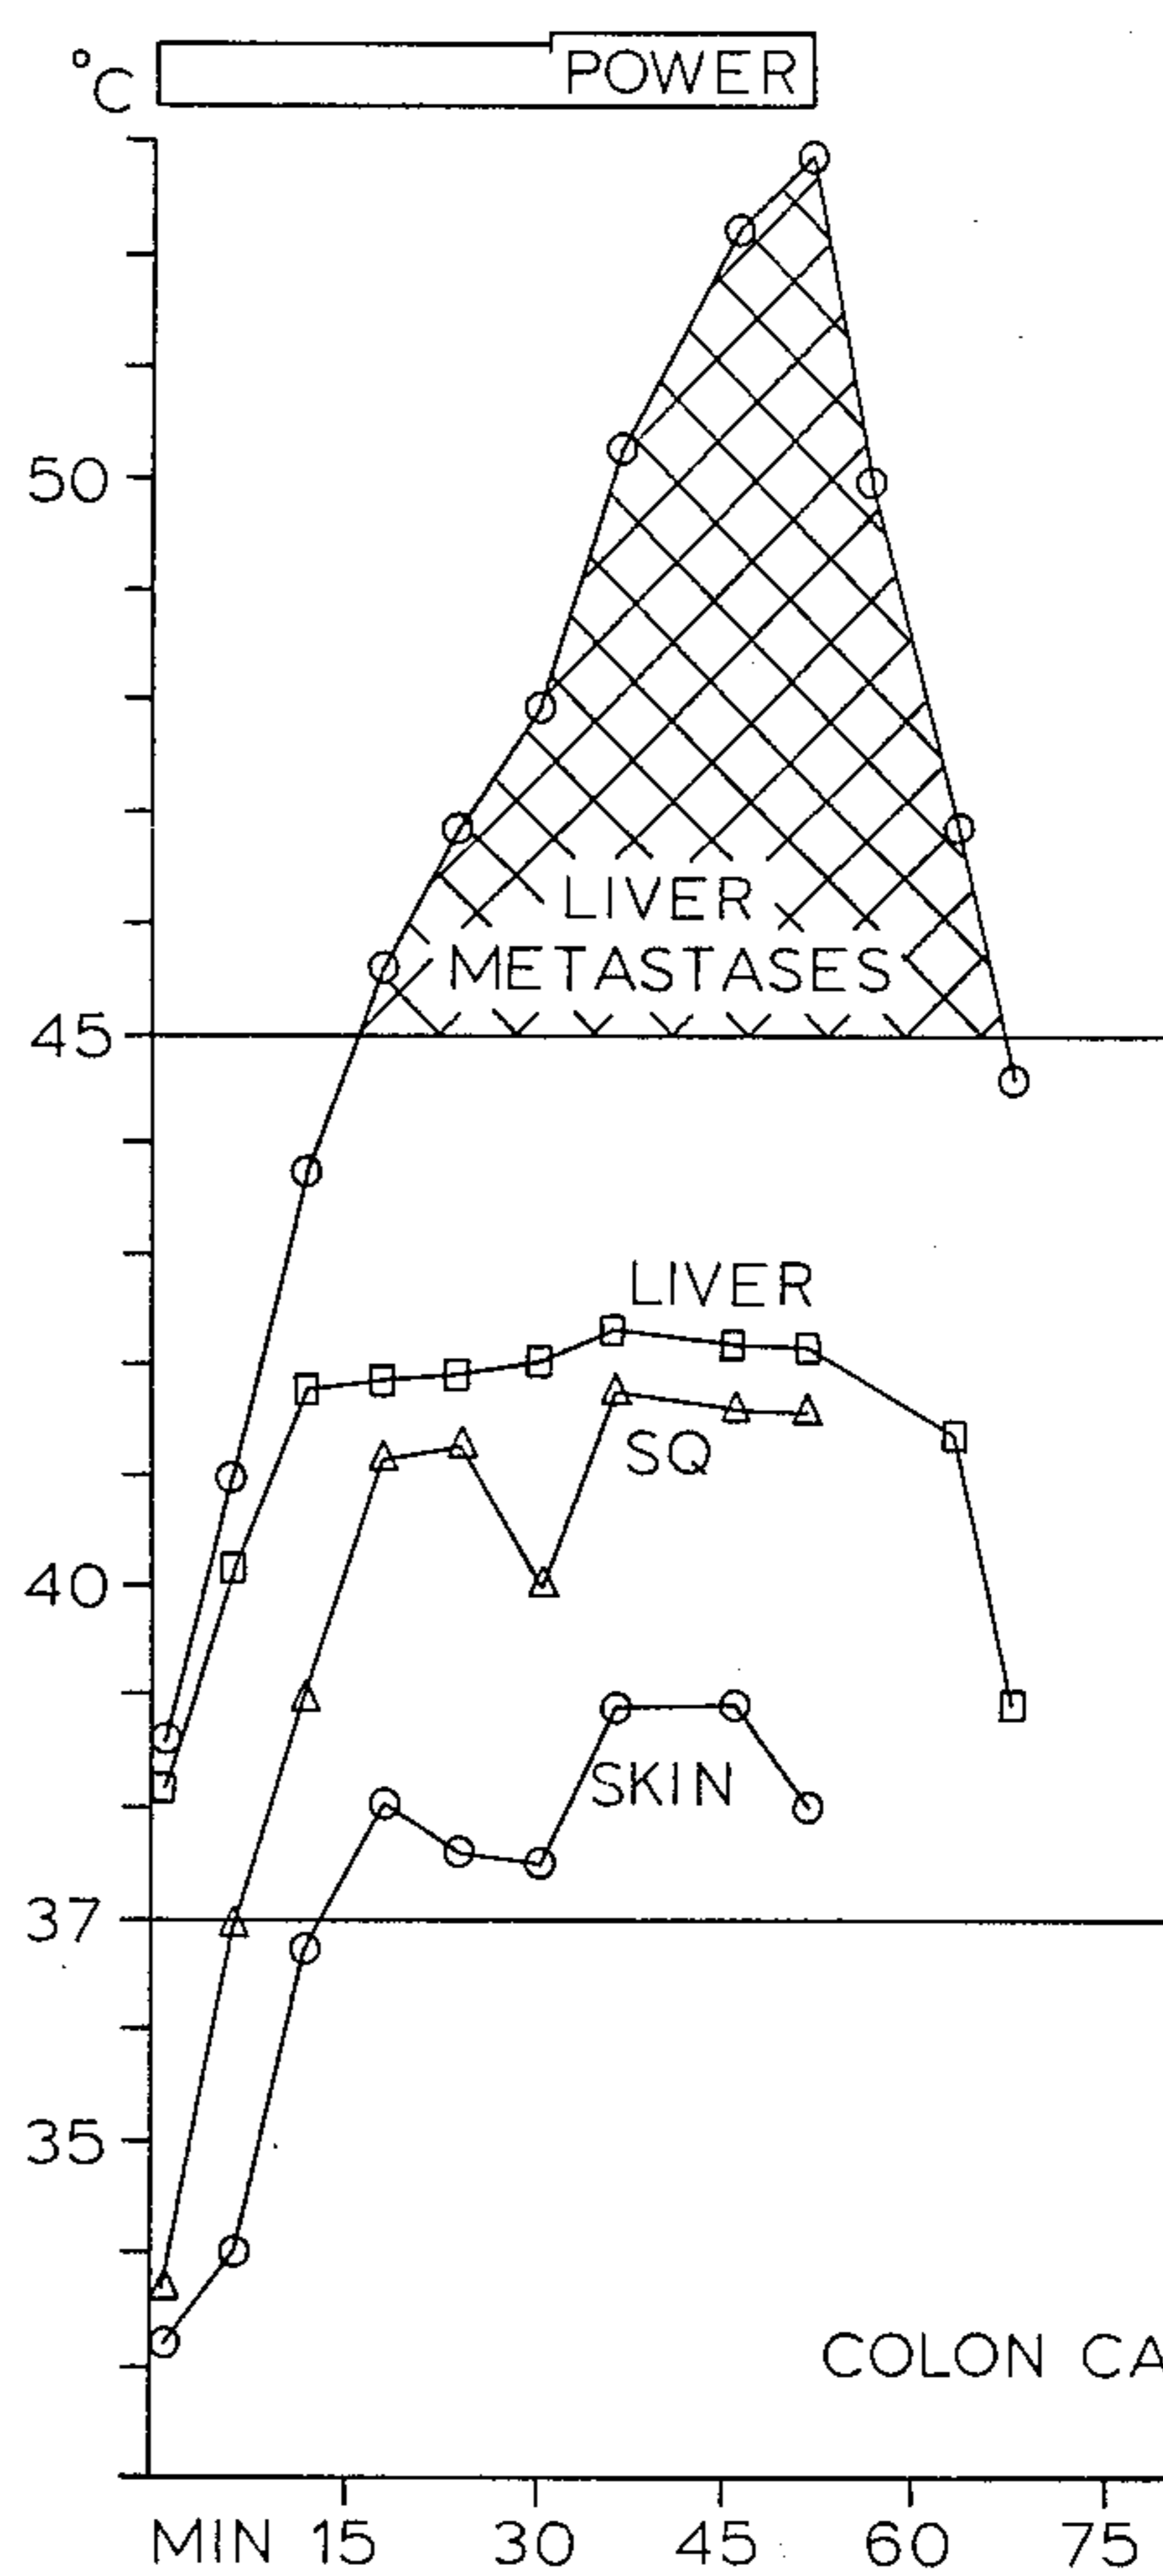 °C
POWER
50
LIVER
METASTASES
45
LIVER
SQ
40
SKIN
37
35
COLON CA
MIN 15 30 45 60 75